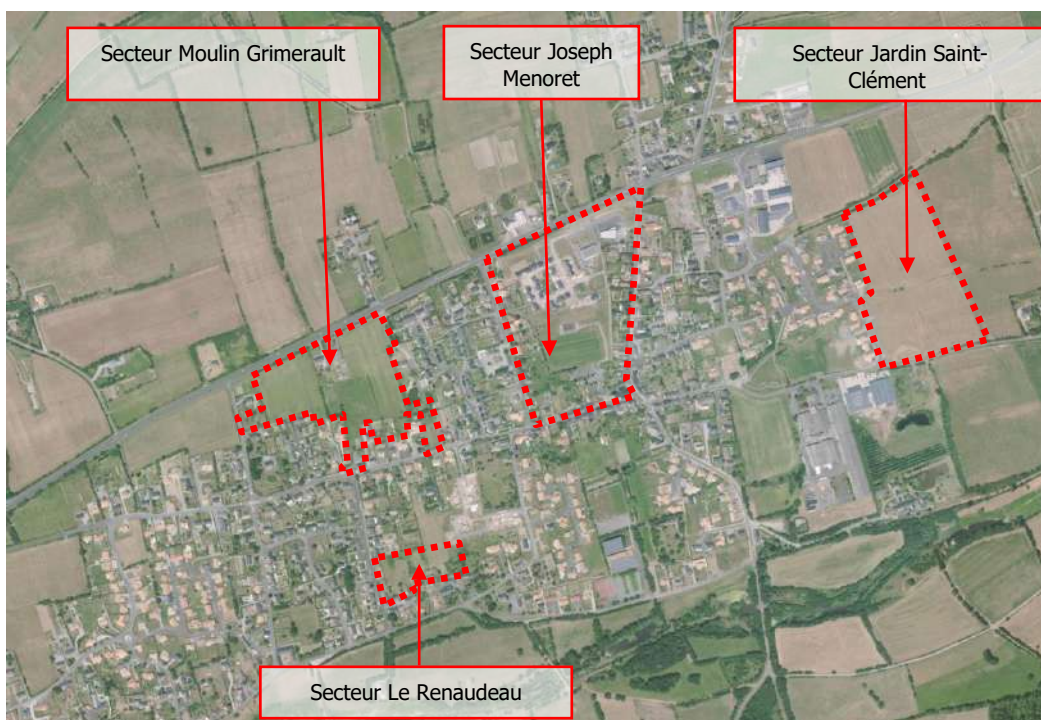 Secteur Moulin Grimerault
Secteur Joseph
Menoret
Secteur Jardin Saint-
Clément
Secteur Le Renaudeau